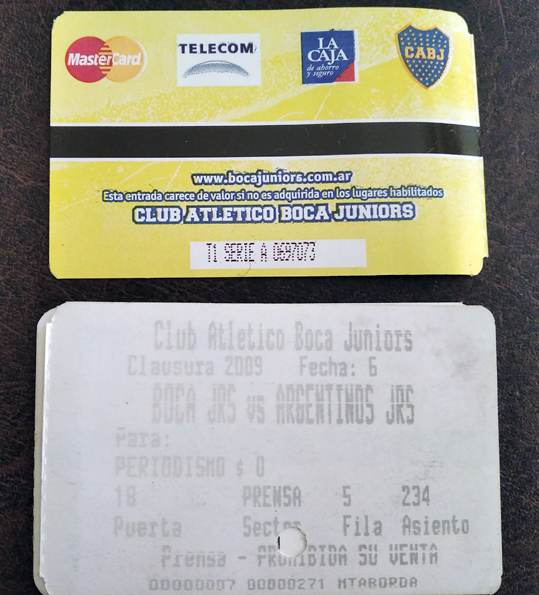 MasterCard
TELECOM
LA
CAJA
de ahorro
y seguro
CABJ
www.bocajuniors.com.ar
Esta entrada carece de valor si no es adquirida en los lugares habilitados
CLUB ATLETICO BOCA JUNIORS
T1 SERIE A 0697073
Club Atletico Boca Juniors
Clausura 2009 Fecha: 6
BOCA JRS vs ARGENTINOS JRS
Para:
PERIODISMO $ 0
18 PRENSA 5 234
Puerta Sector Fila Asiento
Prensa - PROHIBIDA SU VENTA
00000007 00000271 MTABORDA